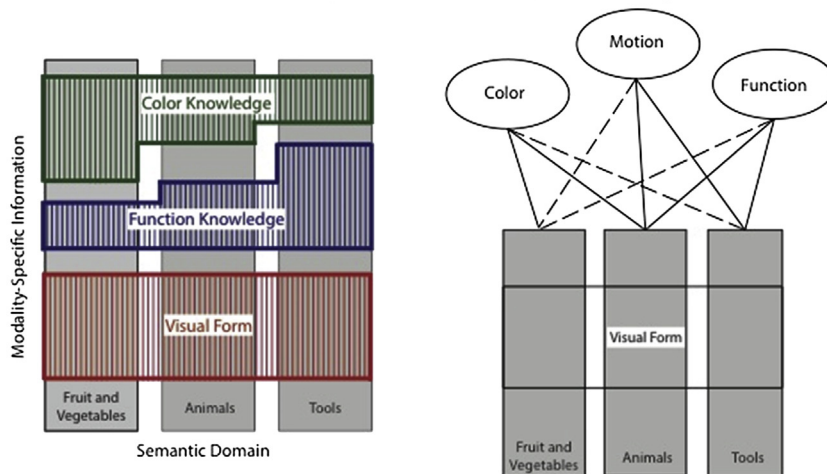 Modality-Specific Information
Color Knowledge
Function Knowledge
Visual Form
Fruit and
Vegetables
Animals
Tools
Semantic Domain
Motion
Color
Function
Visual Form
Fruit and
Vegetables
Animals
Tools